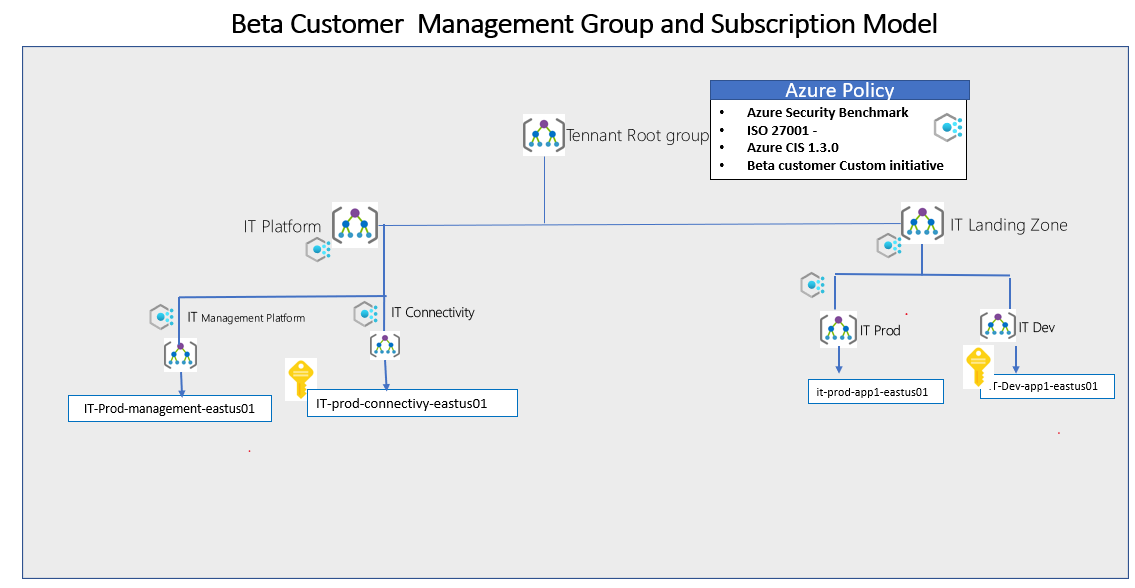 Beta Customer Management Group and Subscription Model
Azure Policy
• Azure Security Benchmark
• ISO 27001 -
• Azure CIS 1.3.0
• Beta customer Custom initiative
Tennant Root group
IT Platform
IT Landing Zone
IT Management Platform
IT Connectivity
IT Prod
IT Dev
IT-Prod-management-eastus01
IT-prod-connectivy-eastus01
it-prod-app1-eastus01
IT-Dev-app1-eastus01